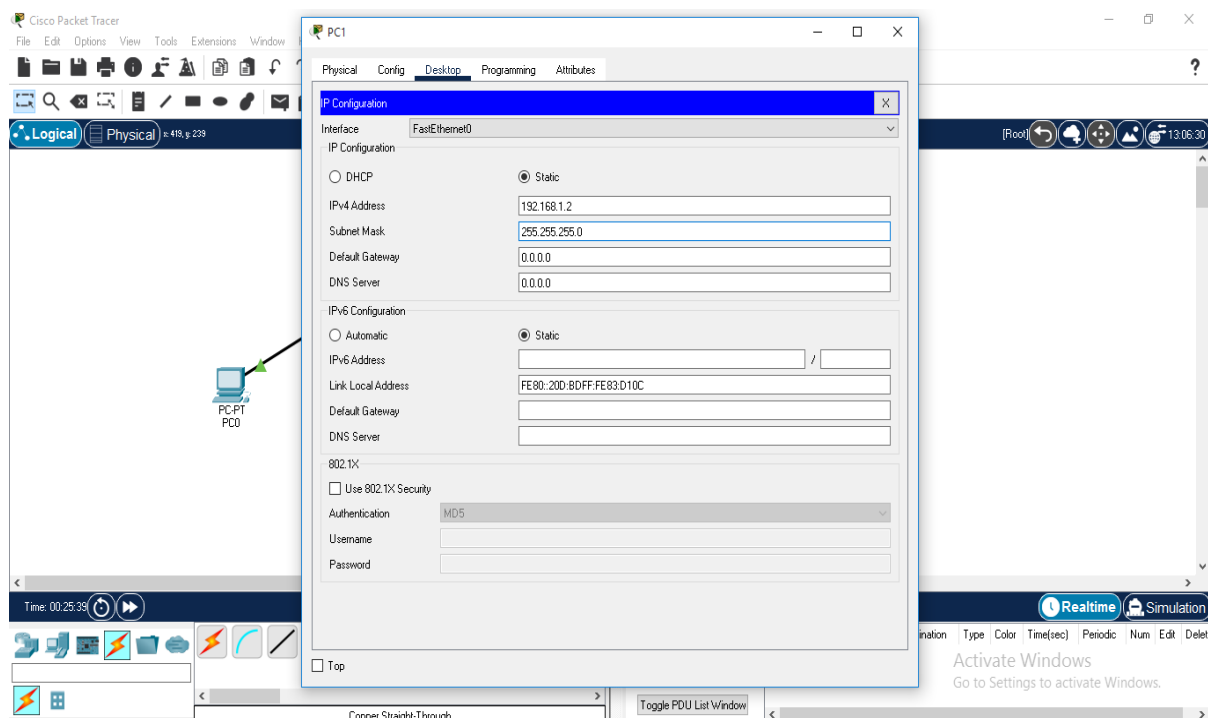 Cisco Packet Tracer
File Edit Options View Tools Extensions Window
?
Logical Physical x: 419, y: 239
[Root] 13:06:30
PC-PT
PC0
PC1
Physical Config Desktop Programming Attributes
IP Configuration X
Interface FastEthernet0
IP Configuration
DHCP Static
IPv4 Address 192.168.1.2
Subnet Mask 255.255.255.0
Default Gateway 0.0.0.0
DNS Server 0.0.0.0
IPv6 Configuration
Automatic Static
IPv6 Address /
Link Local Address FE80::20D:BDFF:FE83:D10C
Default Gateway
DNS Server
802.1X
Use 802.1X Security
Authentication MD5
Username
Password
Top
Time: 00:25:39
Realtime Simulation
ination Type Color Time(sec) Periodic Num Edit Delet
Activate Windows
Go to Settings to activate Windows.
Toggle PDU List Window
Copper Straight-Through